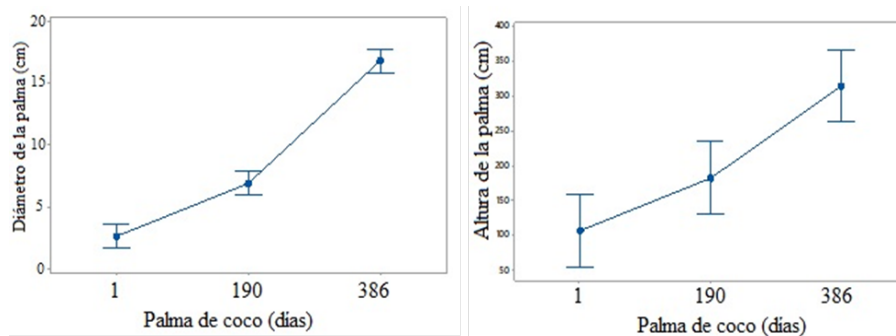 Diámetro de la palma (cm)
20
15
10
5
0
1 190 386
Palma de coco (días)
Altura de la palma (cm)
400
350
300
250
200
150
100
50
1 190 386
Palma de coco (días)